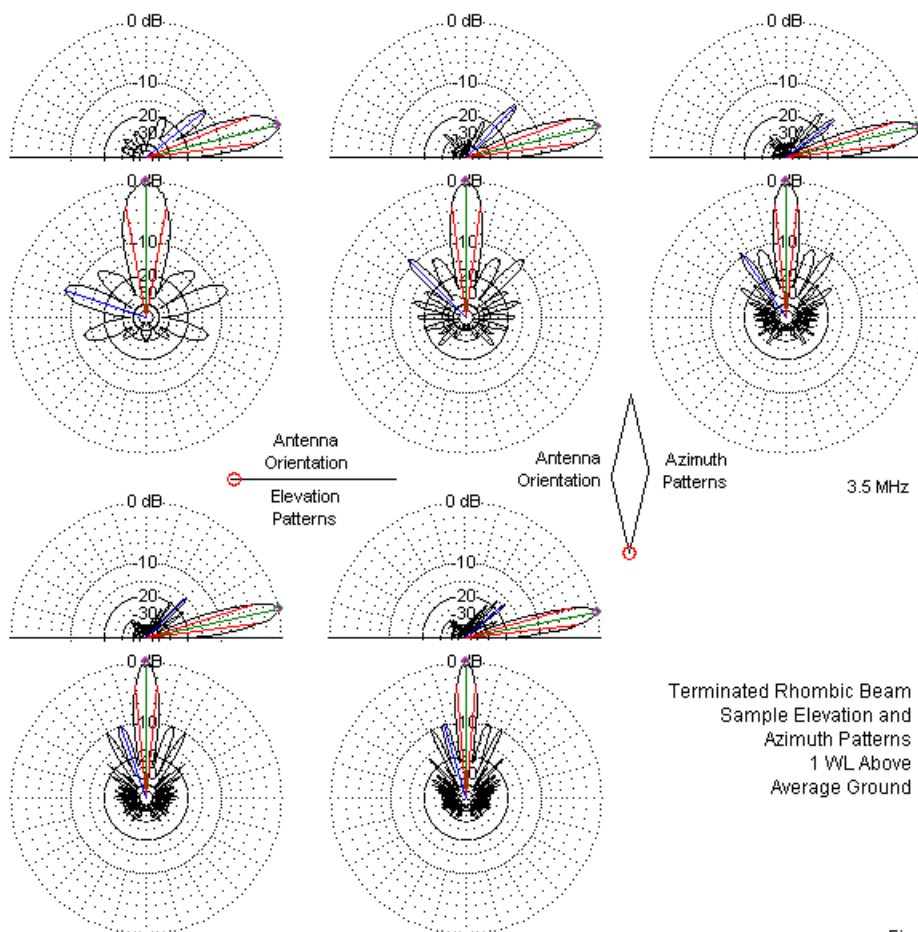 0 dB 0 dB 0 dB
-10 -10 -10
20 20 20
30 30 30
0 dB 0 dB 0 dB
-10 -10 -10
20 20
Antenna
Orientation
Elevation
Patterns
Antenna
Orientation
Azimuth
Patterns
3.5 MHz
0 dB 0 dB
-10 -10
20 20
30 30
0 dB 0 dB
10 10
Terminated Rhombic Beam
Sample Elevation and
Azimuth Patterns
1 WL Above
Average Ground